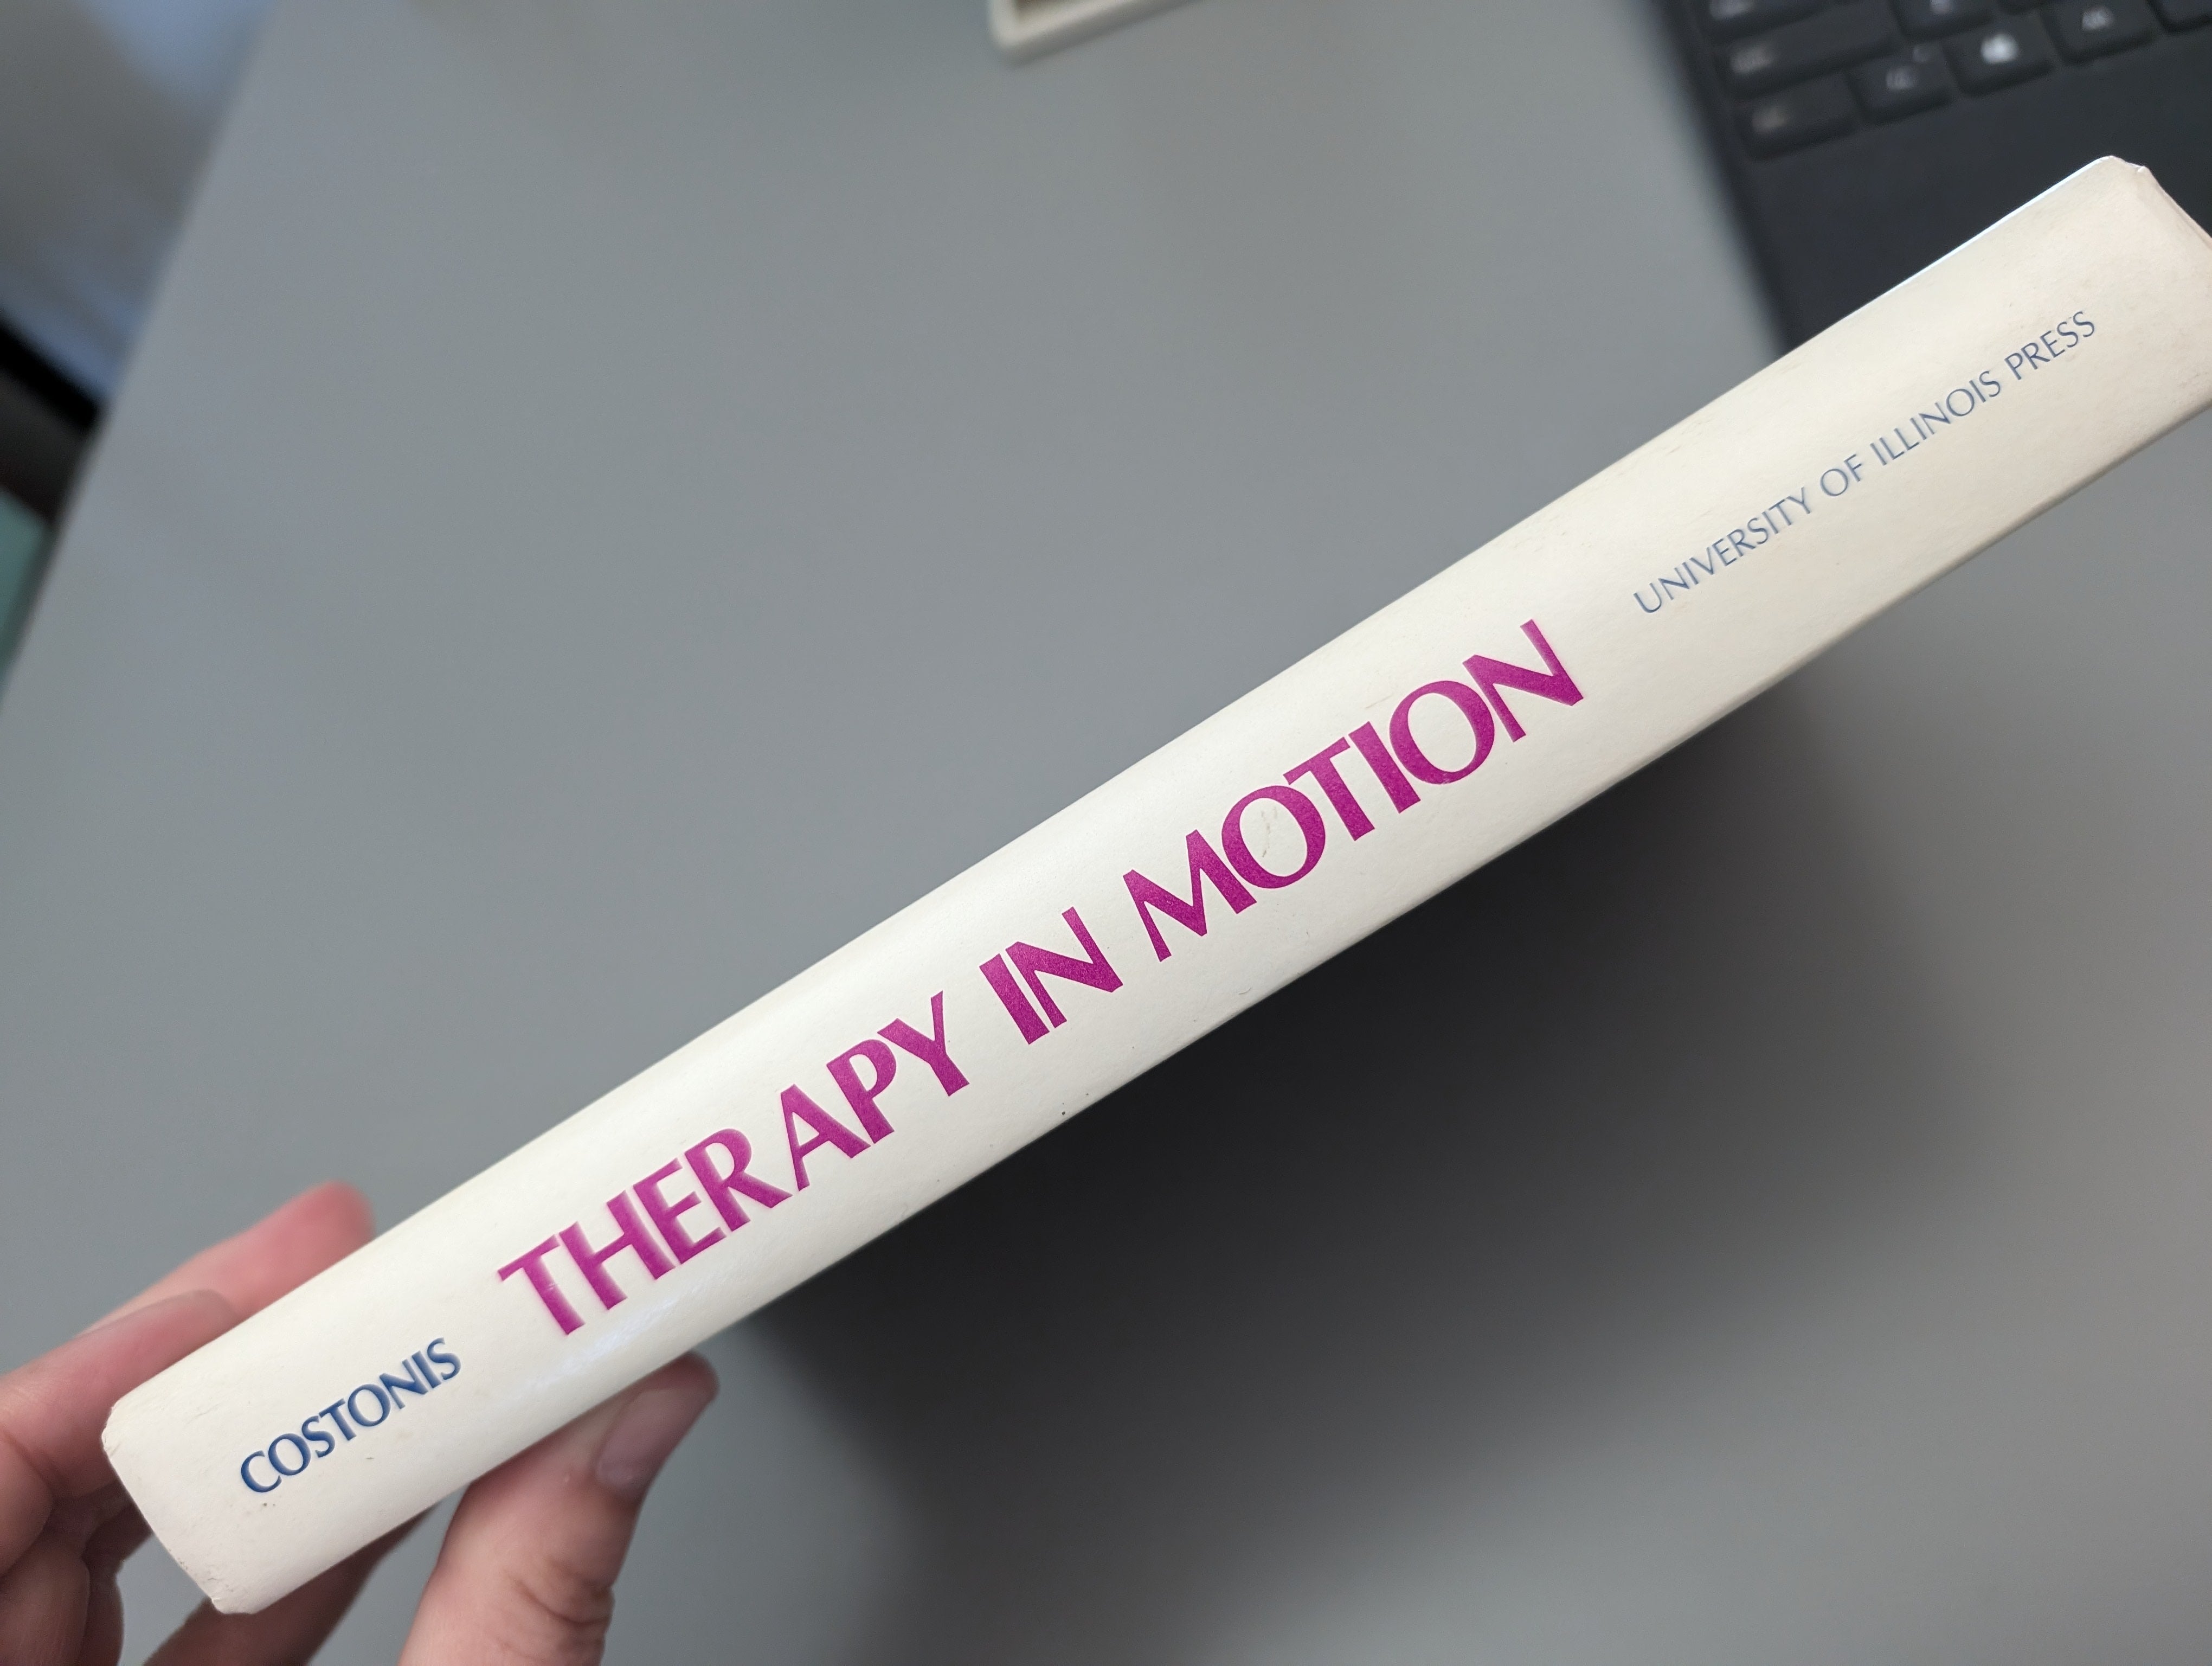 COSTONIS
THERAPY IN MOTION
UNIVERSITY OF ILLINOIS PRESS